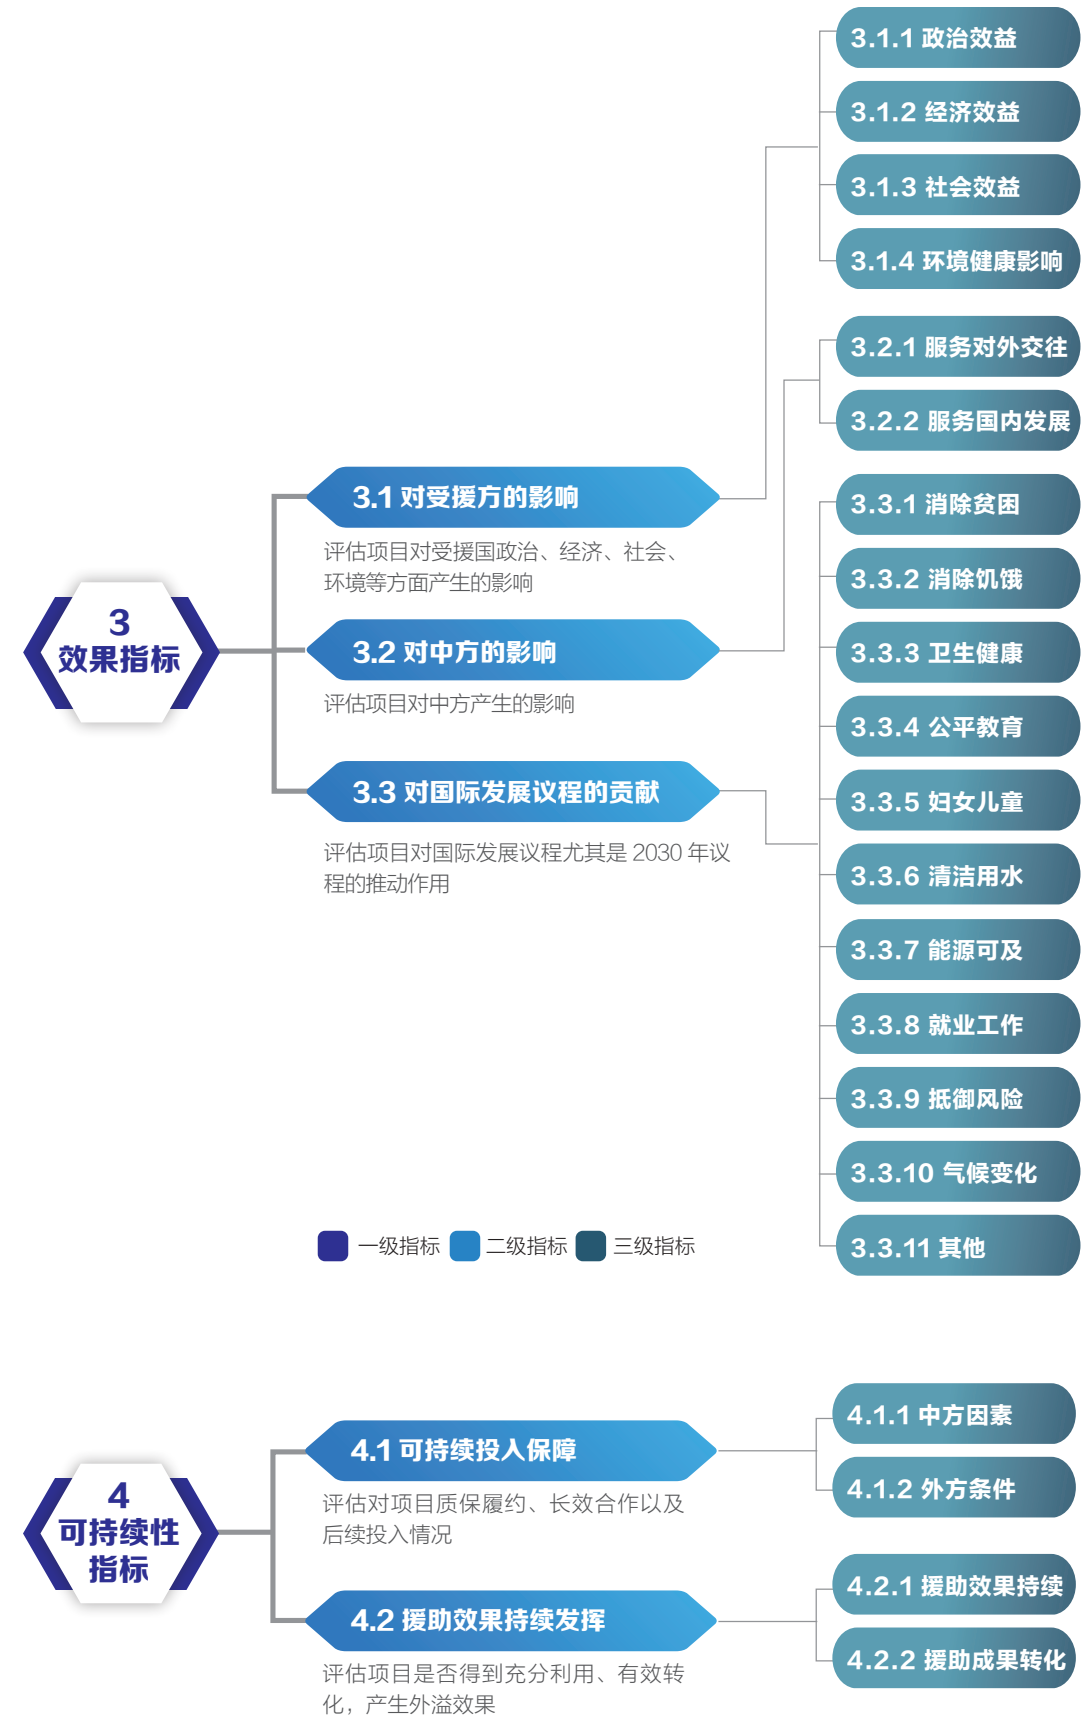 3
效果指标
3.1 对受援方的影响
评估项目对受援国政治、经济、社会、
环境等方面产生的影响
3.1.1 政治效益
3.1.2 经济效益
3.1.3 社会效益
3.1.4 环境健康影响
3.2 对中方的影响
评估项目对中方产生的影响
3.2.1 服务对外交往
3.2.2 服务国内发展
3.3 对国际发展议程的贡献
评估项目对国际发展议程尤其是 2030 年议
程的推动作用
3.3.1 消除贫困
3.3.2 消除饥饿
3.3.3 卫生健康
3.3.4 公平教育
3.3.5 妇女儿童
3.3.6 清洁用水
3.3.7 能源可及
3.3.8 就业工作
3.3.9 抵御风险
3.3.10 气候变化
3.3.11 其他
一级指标 二级指标 三级指标
4
可持续性
指标
4.1 可持续投入保障
评估对项目质保履约、长效合作以及
后续投入情况
4.1.1 中方因素
4.1.2 外方条件
4.2 援助效果持续发挥
评估项目是否得到充分利用、有效转
化，产生外溢效果
4.2.1 援助效果持续
4.2.2 援助成果转化